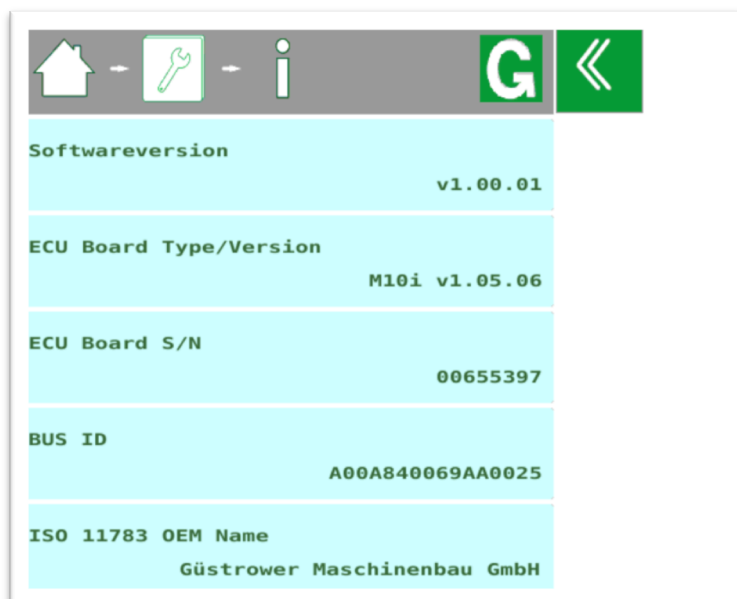 G
Softwareversion
v1.00.01
ECU Board Type/Version
M10i v1.05.06
ECU Board S/N
00655397
BUS ID
A00A840069AA0025
ISO 11783 OEM Name
Güstrower Maschinenbau GmbH